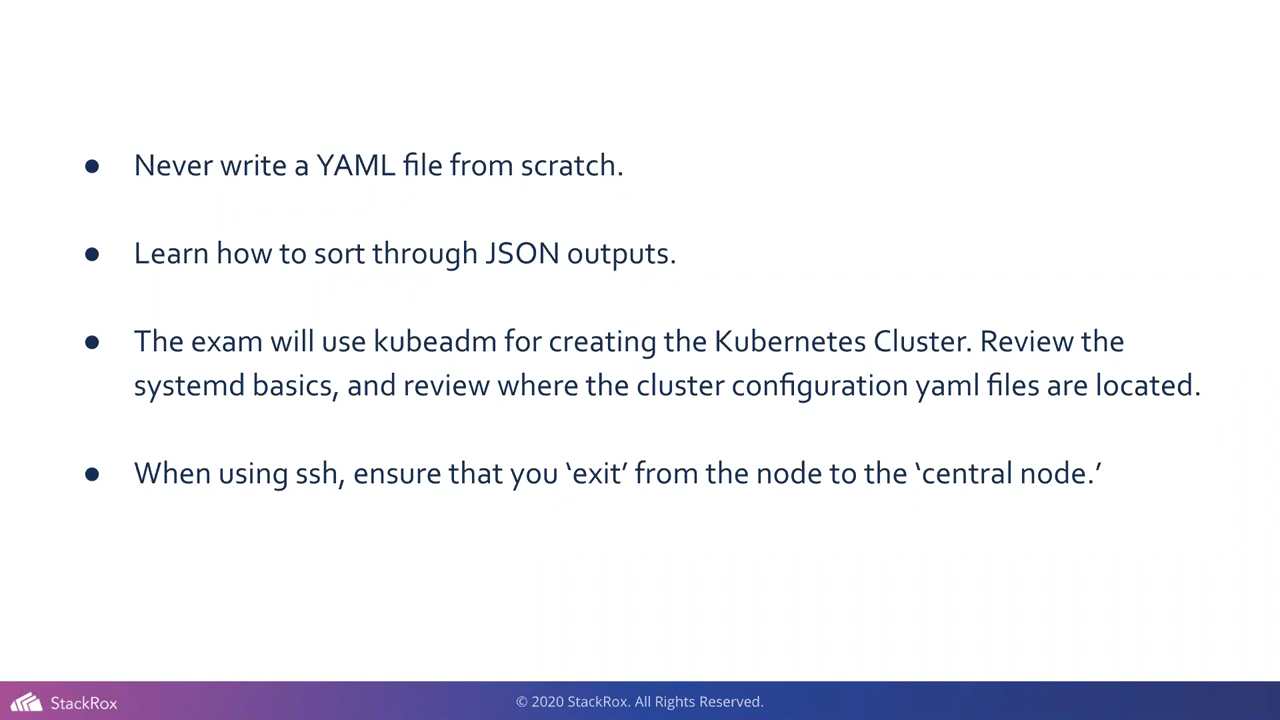 ● Never write a YAML file from scratch.
● Learn how to sort through JSON outputs.
● The exam will use kubeadm for creating the Kubernetes Cluster. Review the
systemd basics, and review where the cluster configuration yaml files are located.
● When using ssh, ensure that you ‘exit’ from the node to the ‘central node.’
StackRox
© 2020 StackRox. All Rights Reserved.